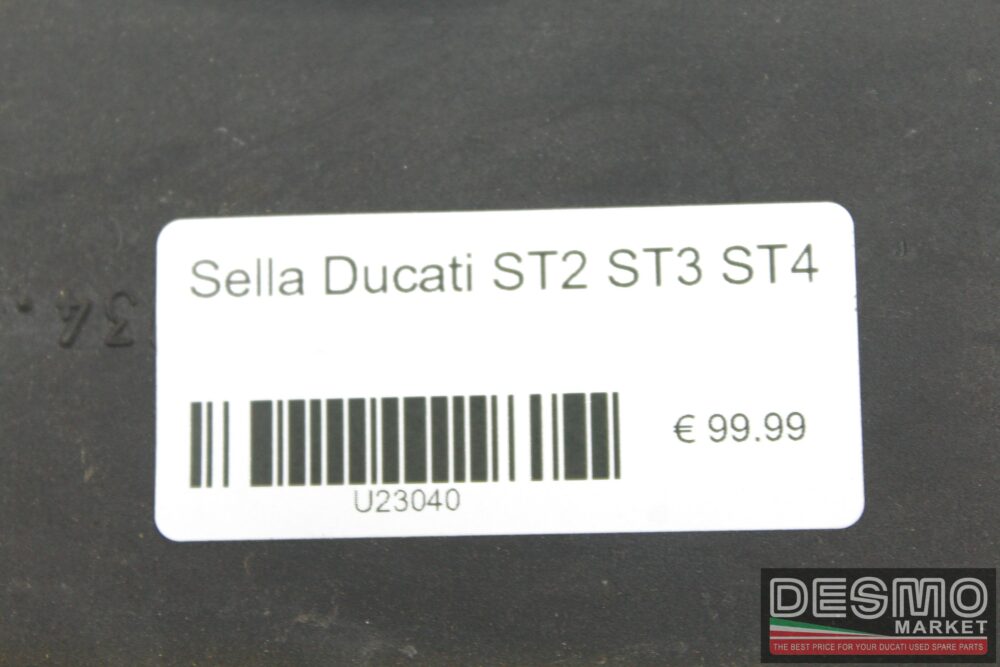 Sella Ducati ST2 ST3 ST4
€ 99.99
U23040
34.
DESMO
MARKET
THE BEST PRICE FOR YOUR DUCATI USED SPARE PARTS